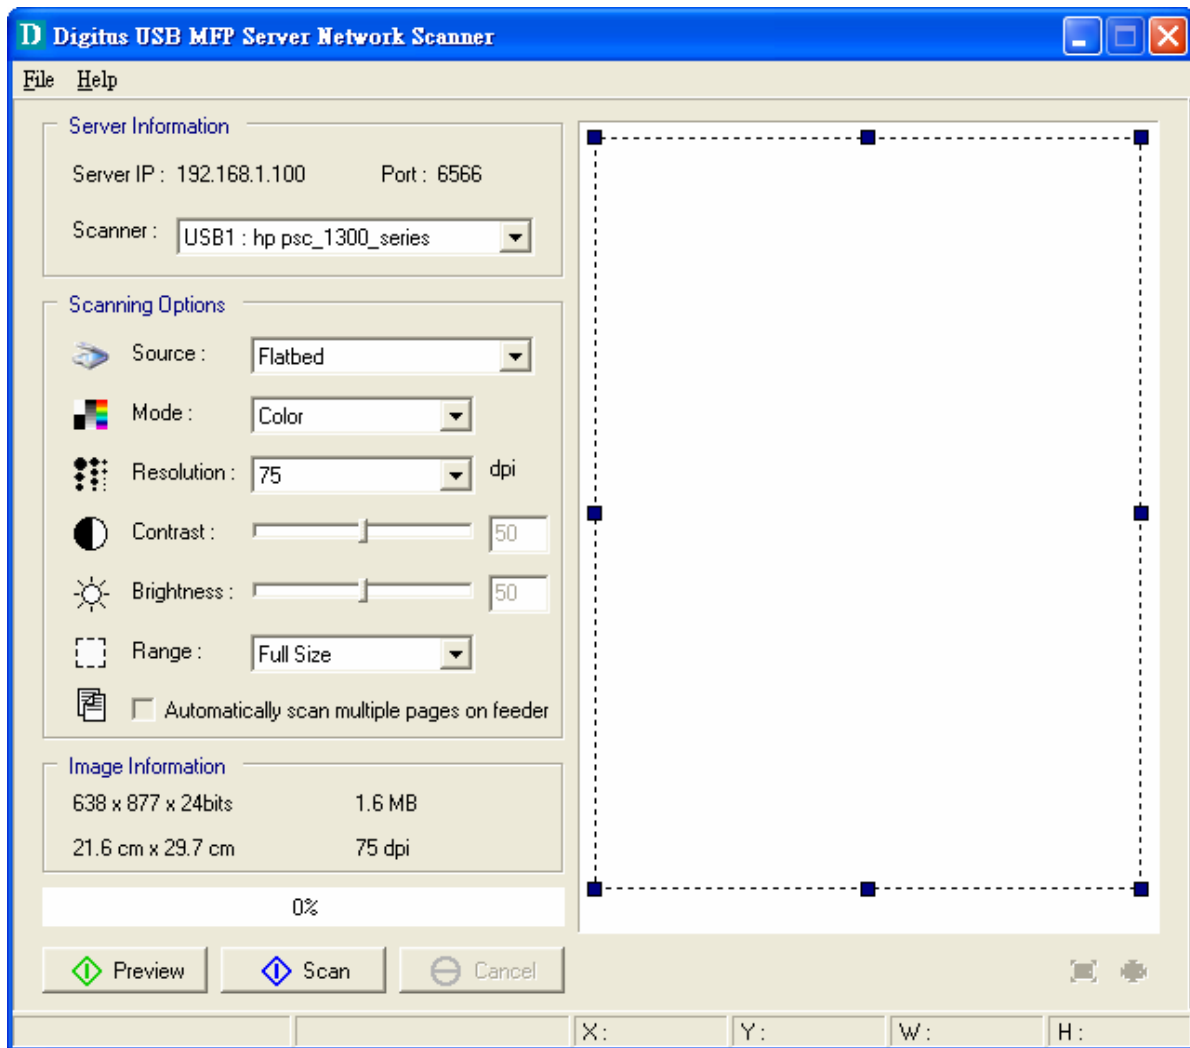 D Digitus USB MFP Server Network Scanner
File Help
Server Information
Server IP : 192.168.1.100 Port : 6566
Scanner : USB1 : hp psc_1300_series
Scanning Options
Source : Flatbed
Mode : Color
Resolution : 75 dpi
Contrast : 50
Brightness : 50
Range : Full Size
Automatically scan multiple pages on feeder
Image Information
638 x 877 x 24bits 1.6 MB
21.6 cm x 29.7 cm 75 dpi
0%
Preview Scan Cancel
X : Y : W : H :